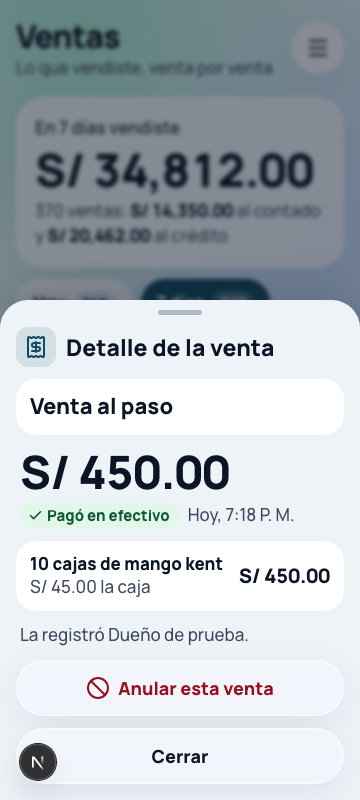 Ventas
Lo que vendiste, venta por venta
En 7 días vendiste
S/ 34,812.00
370 ventas: S/ 14,350.00 al contado
y S/ 20,462.00 al crédito
Detalle de la venta
Venta al paso
S/ 450.00
Pagó en efectivo Hoy, 7:18 P. M.
10 cajas de mango kent
S/ 45.00 la caja
S/ 450.00
La registró Dueño de prueba.
Anular esta venta
Cerrar
N